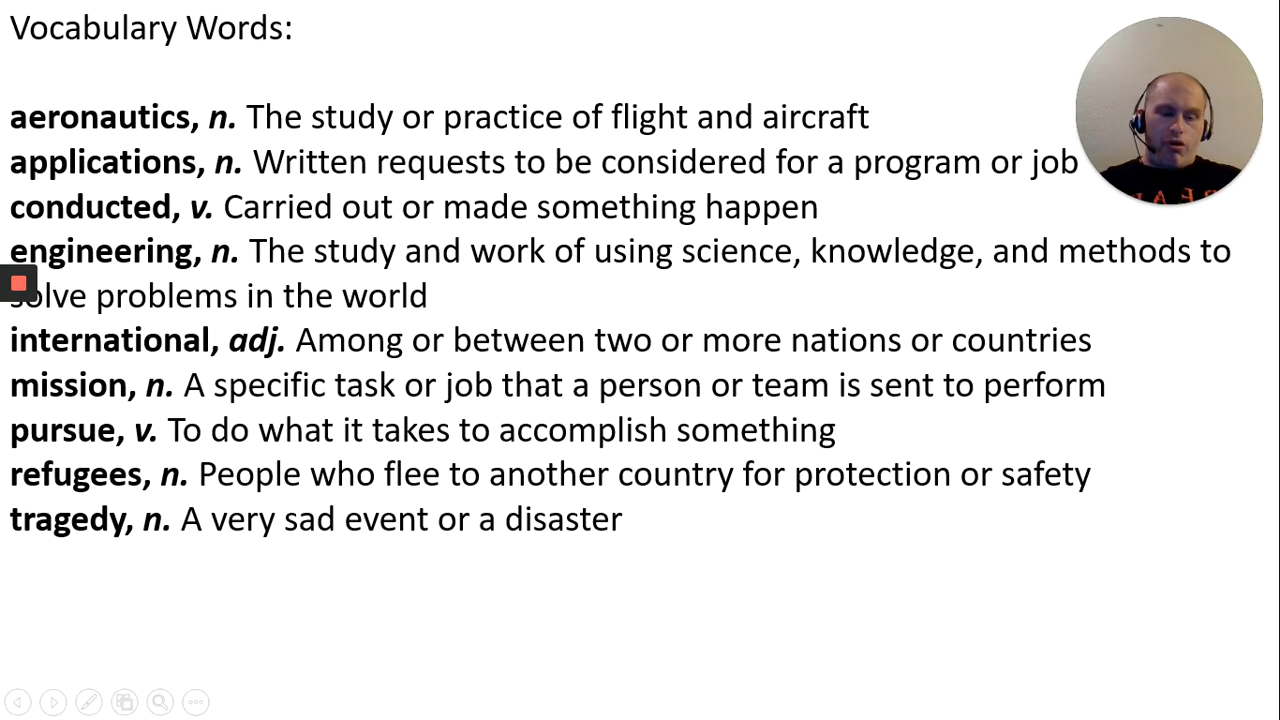 Vocabulary Words:
aeronautics, n. The study or practice of flight and aircraft
applications, n. Written requests to be considered for a program or job
conducted, v. Carried out or made something happen
engineering, n. The study and work of using science, knowledge, and methods to
solve problems in the world
international, adj. Among or between two or more nations or countries
mission, n. A specific task or job that a person or team is sent to perform
pursue, v. To do what it takes to accomplish something
refugees, n. People who flee to another country for protection or safety
tragedy, n. A very sad event or a disaster